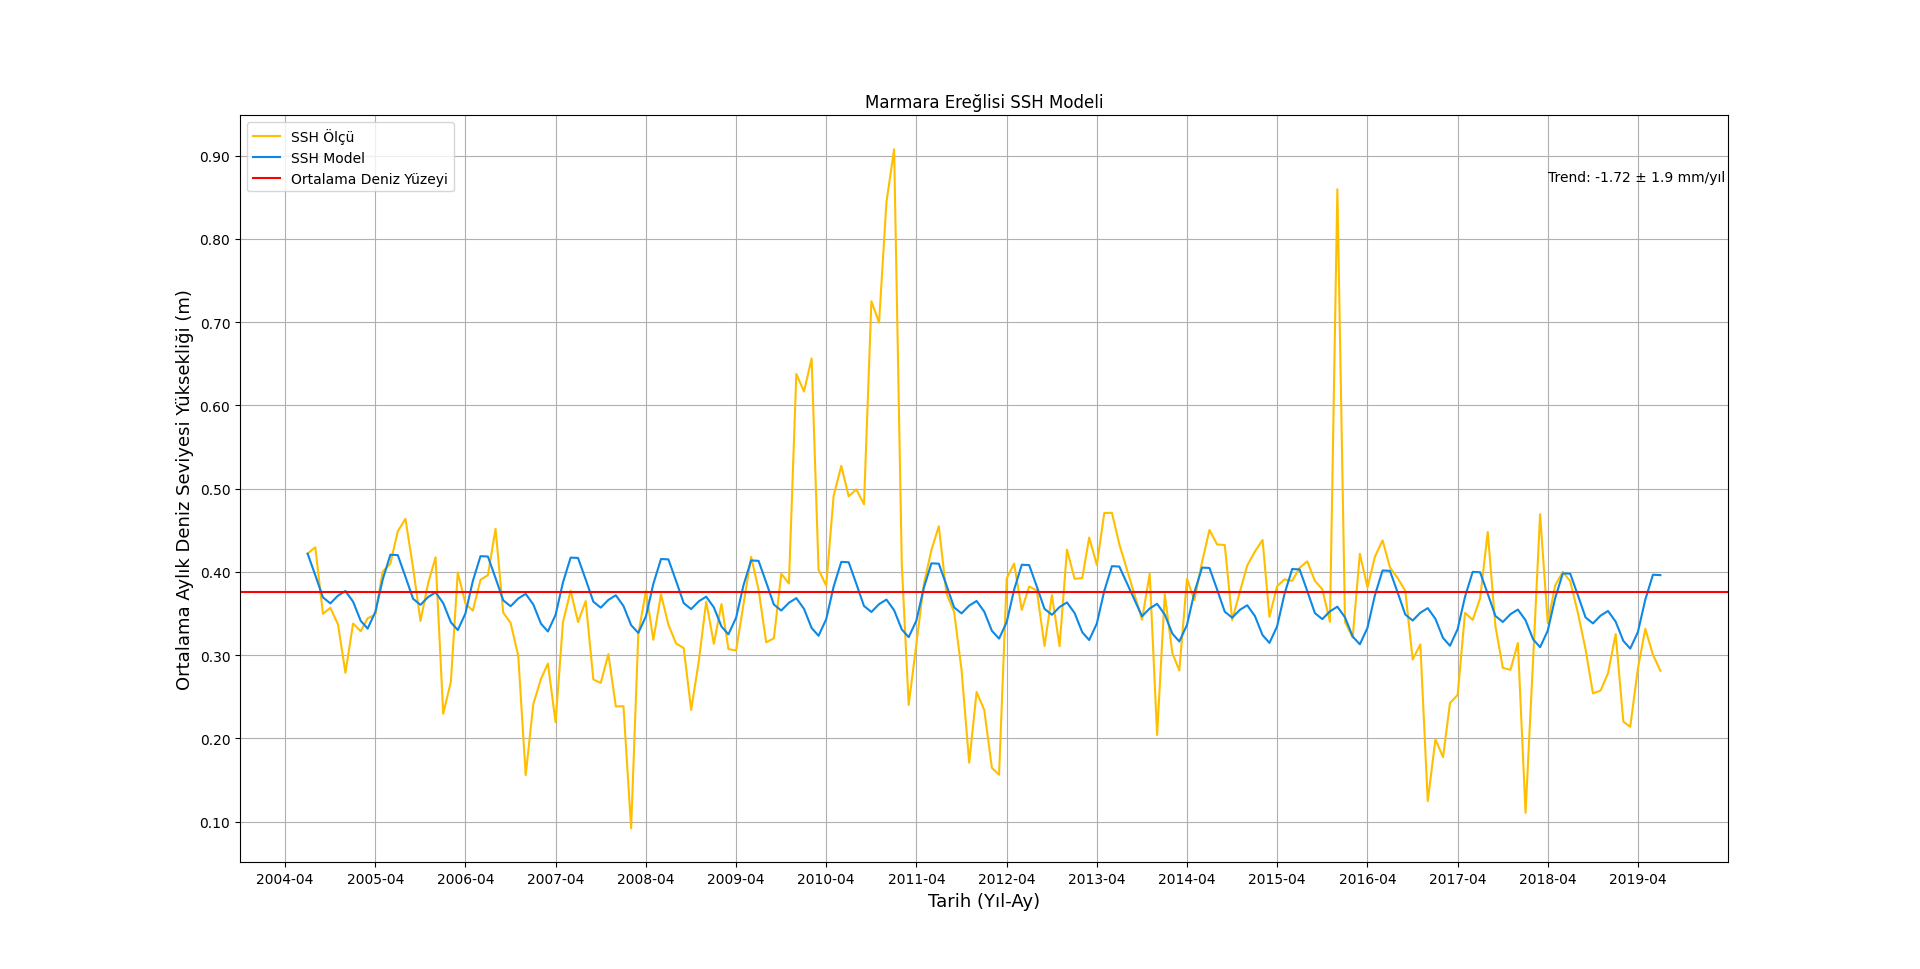 Marmara Ereğlisi SSH Modeli
SSH Ölçü
SSH Model
Ortalama Deniz Yüzeyi
Trend: -1.72 ± 1.9 mm/yıl
Ortalama Aylık Deniz Seviyesi Yüksekliği (m)
0.90
0.80
0.70
0.60
0.50
0.40
0.30
0.20
0.10
2004-04 2005-04 2006-04 2007-04 2008-04 2009-04 2010-04 2011-04 2012-04 2013-04 2014-04 2015-04 2016-04 2017-04 2018-04 2019-04
Tarih (Yıl-Ay)